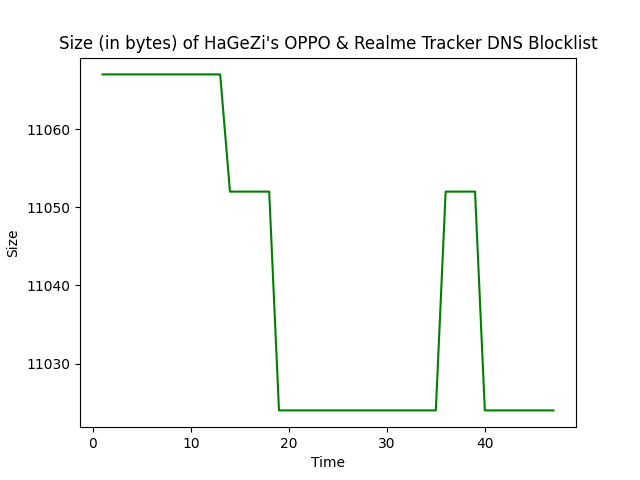 Size (in bytes) of HaGeZi's OPPO & Realme Tracker DNS Blocklist
11060
11050
11040
11030
Size
0 10 20 30 40
Time